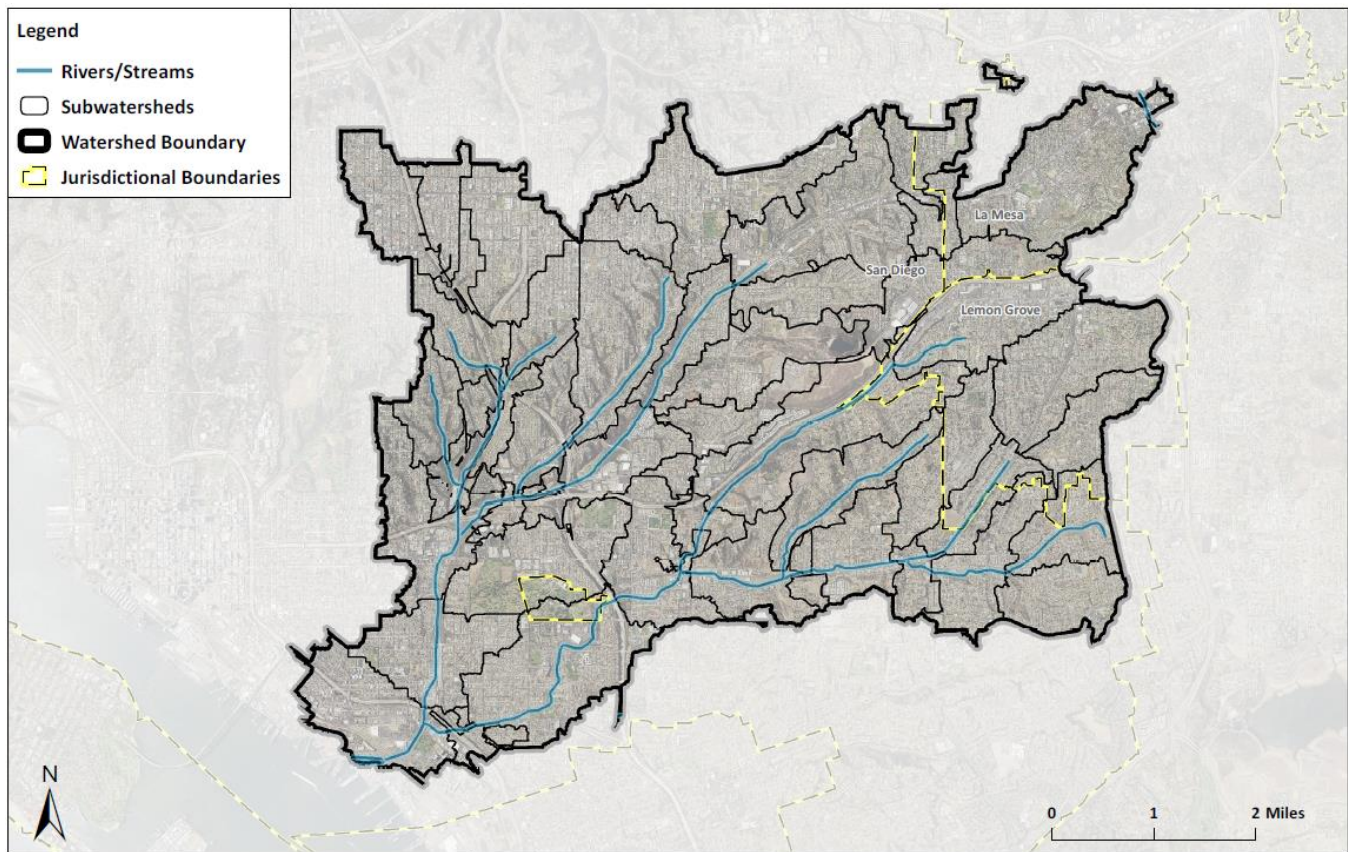 Legend
Rivers/Streams
Subwatersheds
Watershed Boundary
Jurisdictional Boundaries
La Mesa
San Diego
Lemon Grove
N
0 1 2 Miles